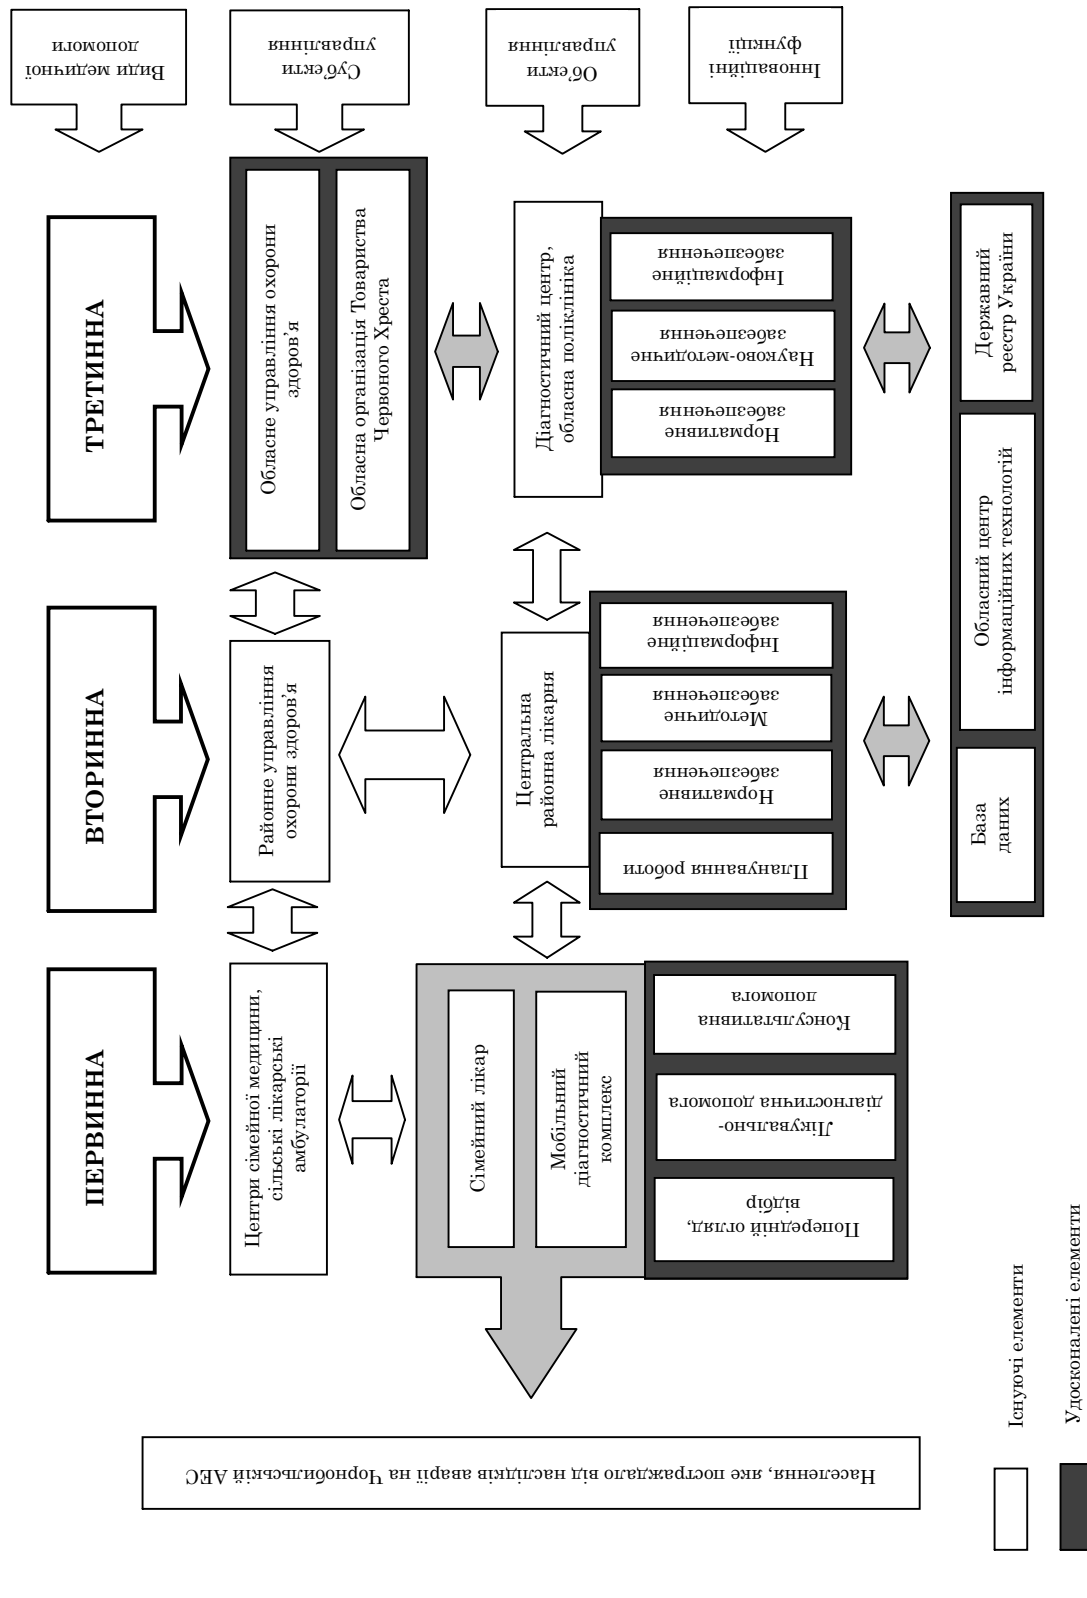 Види медичної
допомоги
Суб'єкти
управління
Об'єкти
управління
Інноваційні
функції
ПЕРВИННА
ВТОРИННА
ТРЕТИННА
Центри сімейної медицини,
сільські лікарські
амбулаторії
Районне управління
охорони здоров'я
Обласне управління охорони
здоров'я
Обласна організація Товариства
Червоного Хреста
Сімейний лікар
Мобільний
діагностичний
комплекс
Центральна
районна лікарня
Діагностичний центр,
обласна поліклініка
Попередній огляд,
відбір
Лікувально-
діагностична допомога
Консультативна
допомога
Планування роботи
Нормативне
забезпечення
Методичне
забезпечення
Інформаційне
забезпечення
Нормативне
забезпечення
Науково-методичне
забезпечення
Інформаційне
забезпечення
База
даних
Обласний центр
інформаційних технологій
Державний
реєстр України
Населення, яке постраждало від наслідків аварії на Чорнобильській АЕС
Існуючі елементи
Удосконалені елементи